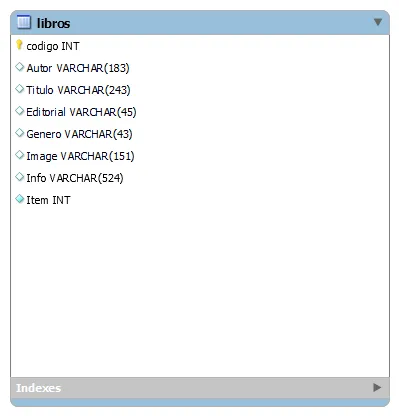 libros
codigo INT
Autor VARCHAR(183)
Titulo VARCHAR(243)
Editorial VARCHAR(45)
Genero VARCHAR(43)
Image VARCHAR(151)
Info VARCHAR(524)
Item INT
Indexes